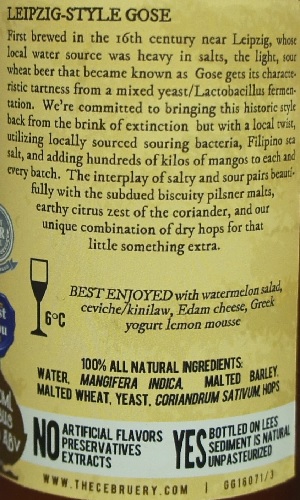 LEIPZIG-STYLE GOSE
First brewed in the 16th century near Leipzig, whose
local water source was heavy in salts, the light, sour
wheat beer that became known as Gose gets its characte-
ristic tartness from a mixed yeast/Lactobacillus fermen-
tation. We're committed to bringing this historic style
back from the brink of extinction but with a local twist,
utilizing locally sourced souring bacteria, Filipino sea
salt, and adding hundreds of kilos of mangoes to each and
every batch. The interplay of salty and sour pairs beauti-
fully with the subdued biscuity pilsner malts,
earthy citrus zest of the coriander, and our
unique combination of dry hops for that
little something extra.
6°C
BEST ENJOYED with watermelon salad,
ceviche/kinilaw, Edam cheese, Greek
yogurt lemon mousse
100% ALL NATURAL INGREDIENTS:
WATER, MANGIFERA INDICA, MALTED BARLEY,
MALTED WHEAT, YEAST, CORIANDRUM SATIVUM, HOPS
NO ARTIFICIAL FLAVORS
PRESERVATIVES
EXTRACTS
YES BOTTLED ON LEES
SEDIMENT IS NATURAL
UNPASTEURIZED
WWW.THECEBRUERY.COM | GG16071/3
ABV